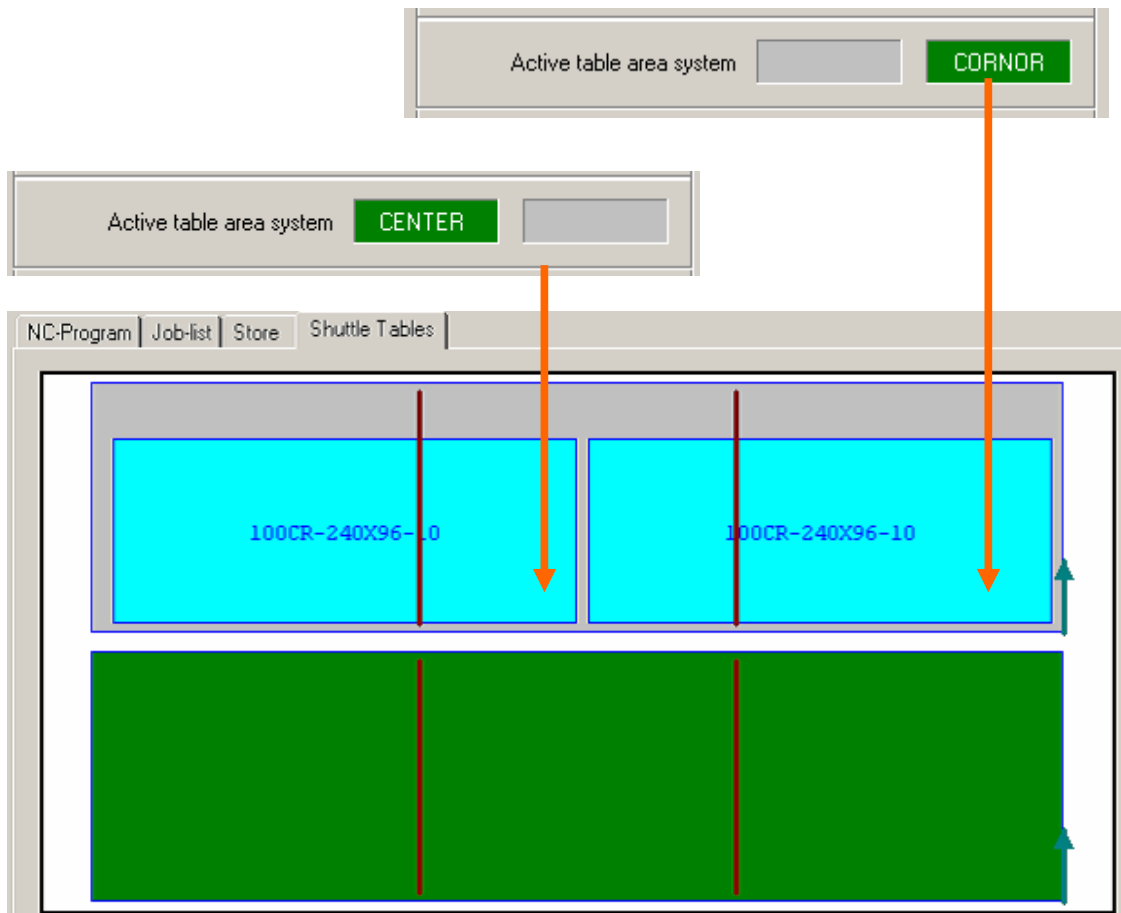 Active table area system CORNOR
Active table area system CENTER
NC-Program Job-list Store Shuttle Tables
100CR-240X96-10 100CR-240X96-10